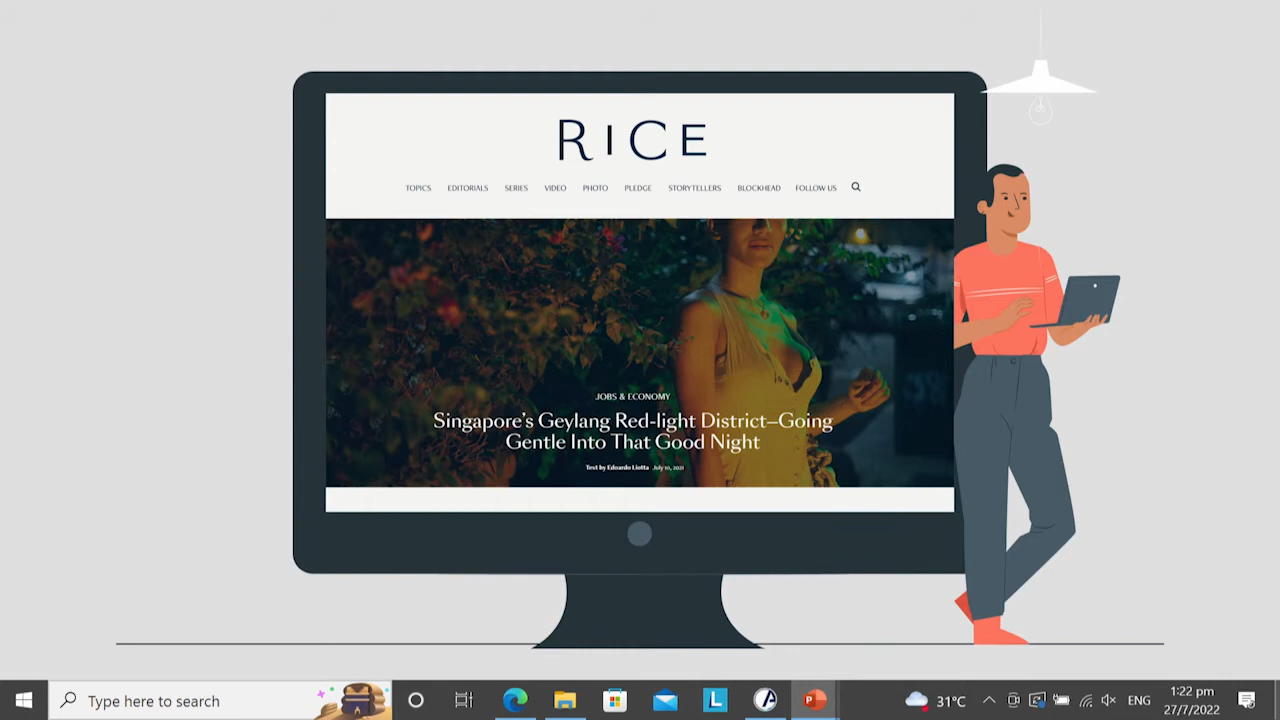 RICE
TOPICS EDITORIALS SERIES VIDEO PHOTO PLEDGE STORYTELLERS BLOCKHEAD FOLLOW US
JOBS & ECONOMY
Singapore's Geylang Red-light District—Going
Gentle Into That Good Night
Text by Edoardo Liotta July 10, 2021
Type here to search
L
P
31°C
ENG
1:22 pm
27/7/2022